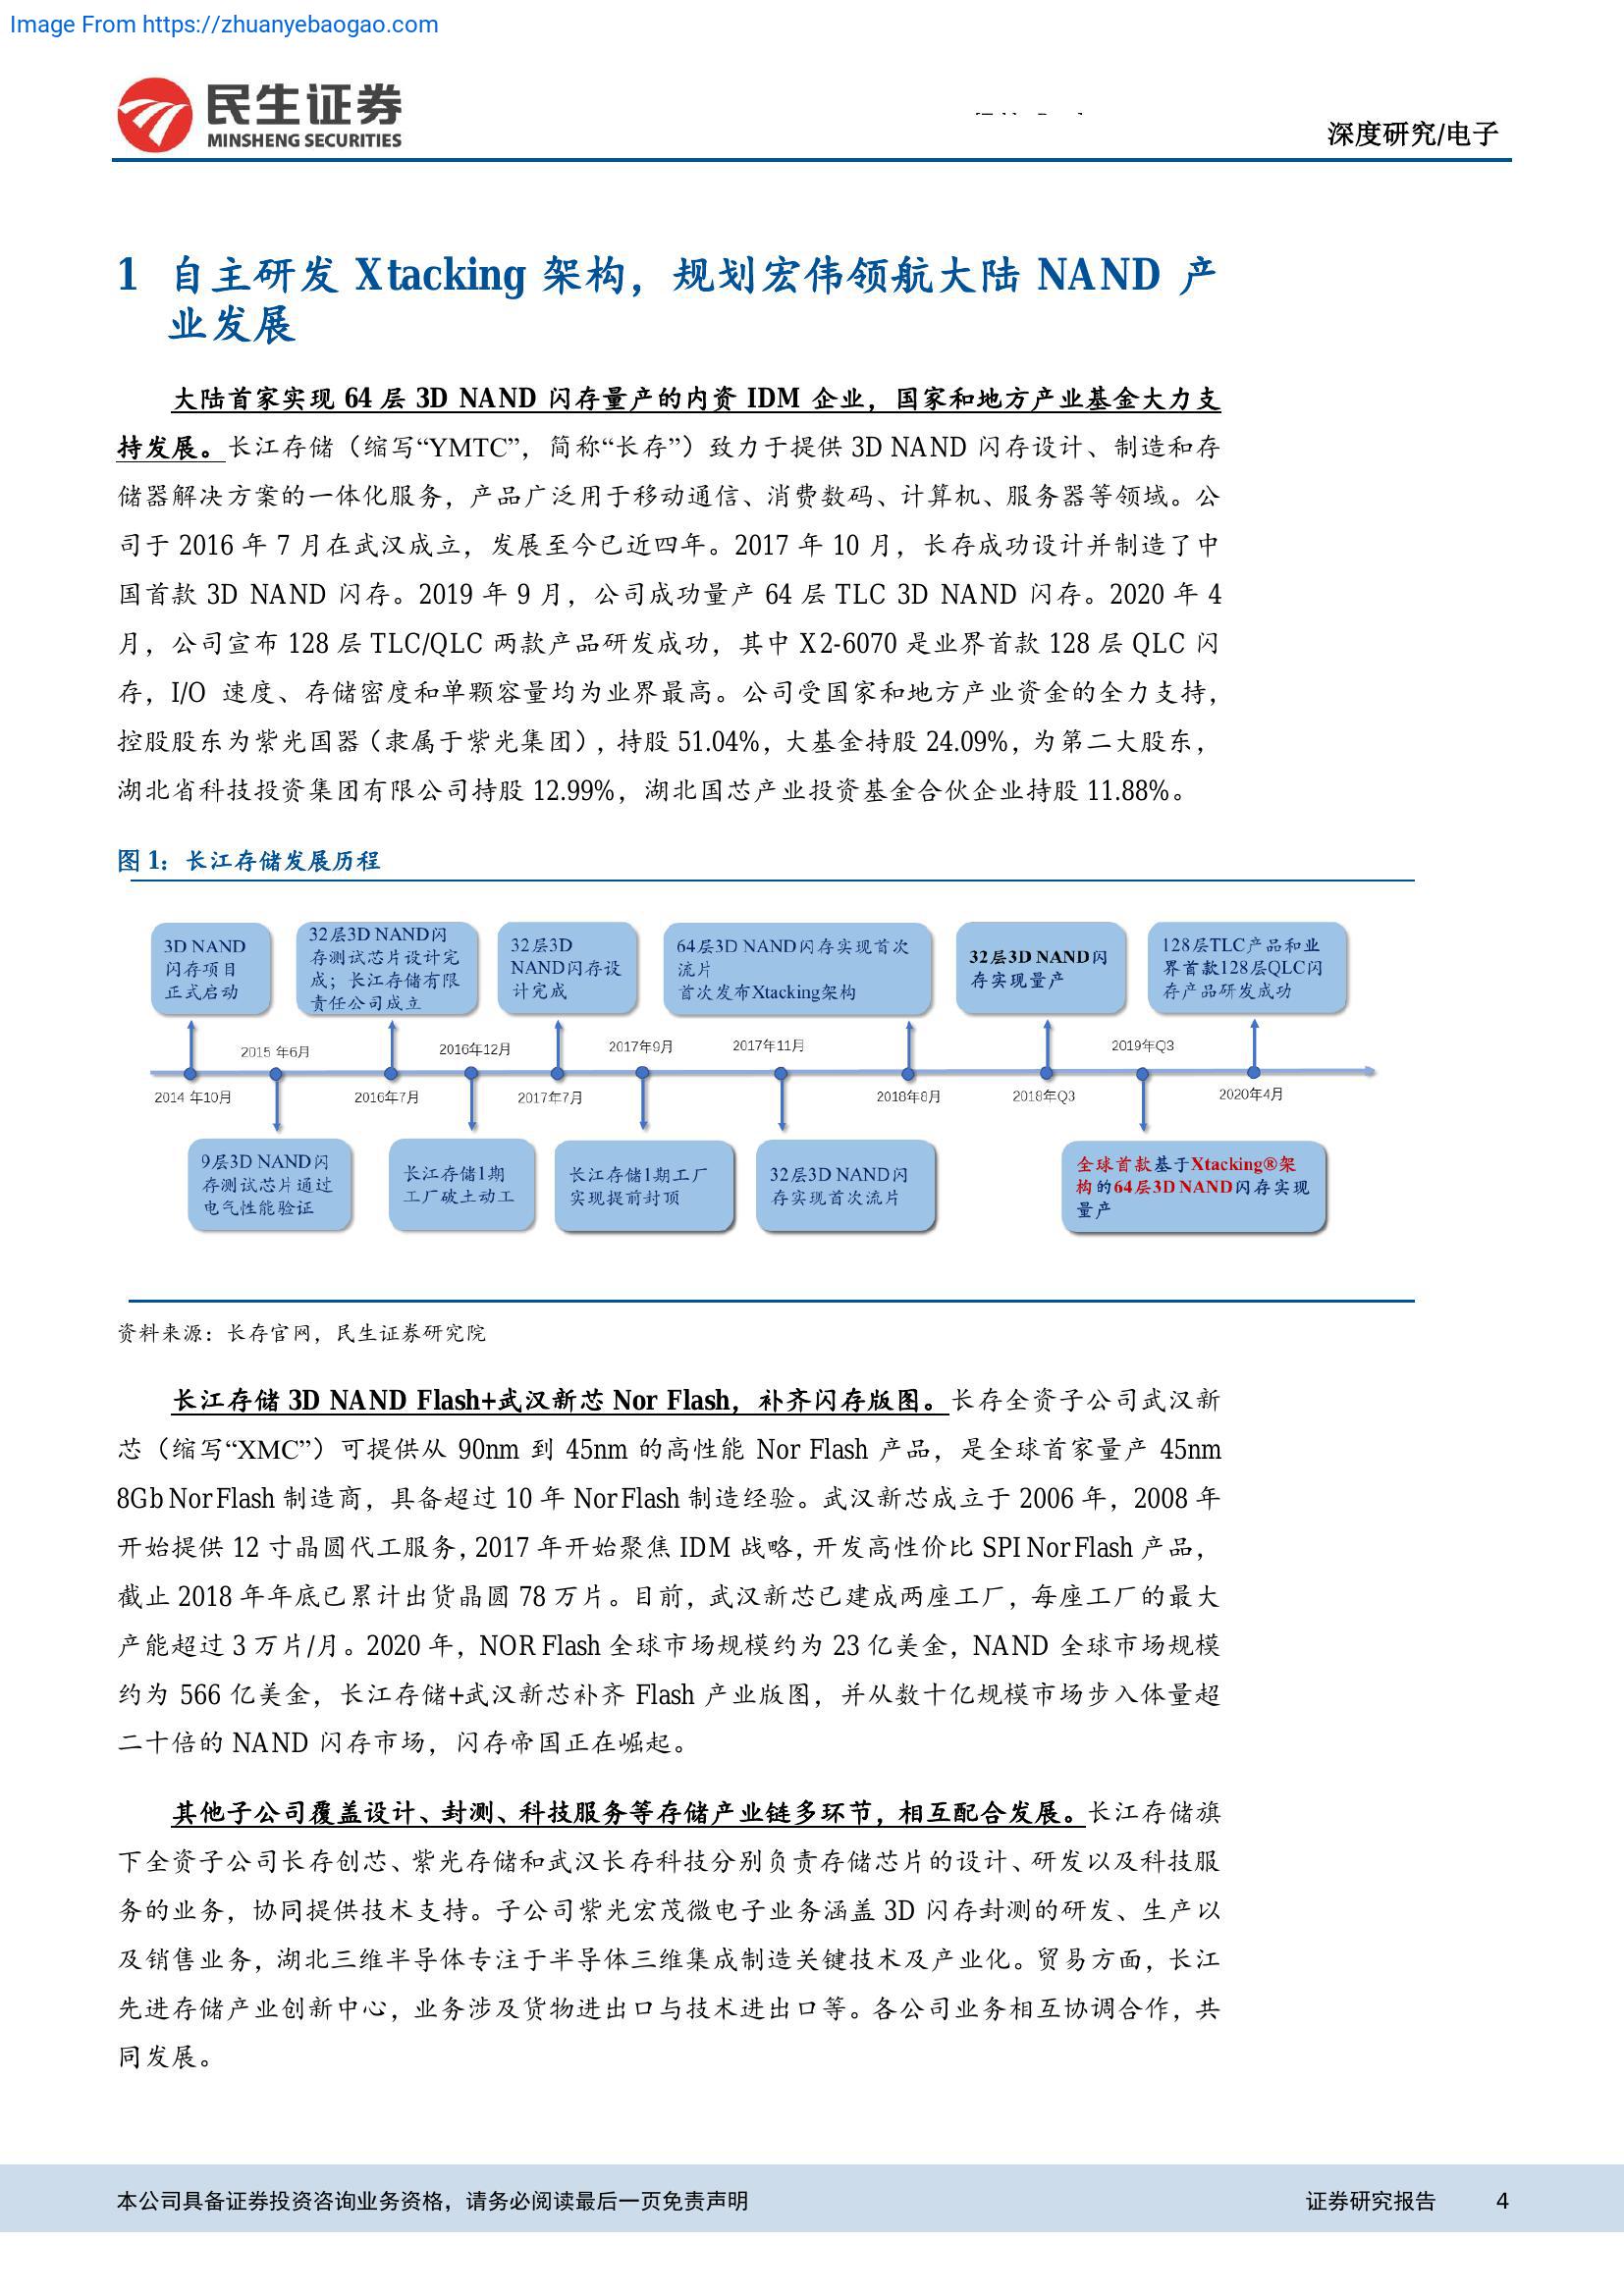 Image From https://zhuanyebaogao.com
民生证券
MINSHENG SECURITIES
深度研究/电子
1 自主研发 Xtacking 架构，规划宏伟领航大陆 NAND 产
业发展
大陆首家实现 64 层 3D NAND 闪存量产的内资 IDM 企业，国家和地方产业基金大力支
持发展。长江存储（缩写“YMTC”，简称“长存”）致力于提供 3D NAND 闪存设计、制造和存
储器解决方案的一体化服务，产品广泛用于移动通信、消费数码、计算机、服务器等领域。公
司于 2016 年 7 月在武汉成立，发展至今已近四年。2017 年 10 月，长存成功设计并制造了中
国首款 3D NAND 闪存。2019 年 9 月，公司成功量产 64 层 TLC 3D NAND 闪存。2020 年 4
月，公司宣布 128 层 TLC/QLC 两款产品研发成功，其中 X2-6070 是业界首款 128 层 QLC 闪
存，I/O 速度、存储密度和单颗容量均为业界最高。公司受国家和地方产业资金的全力支持，
控股股东为紫光国器（隶属于紫光集团），持股 51.04%，大基金持股 24.09%，为第二大股东，
湖北省科技投资集团有限公司持股 12.99%，湖北国芯产业投资基金合伙企业持股 11.88%。
图 1：长江存储发展历程
3D NAND
闪存项目
正式启动
32层3D NAND闪
存测试芯片设计完
成；长江存储有限
责任公司成立
32层3D
NAND闪存设
计完成
64层3D NAND闪存实现首次
流片
首次发布Xtacking架构
32层3D NAND闪
存实现量产
128层TLC产品和业
界首款128层QLC闪
存产品研发成功
2015 年6月
2016年12月
2017年9月
2017年11月
2019年Q3
2014 年10月
2016年7月
2017年7月
2018年8月
2018年Q3
2020年4月
9层3D NAND闪
存测试芯片通过
电气性能验证
长江存储1期
工厂破土动工
长江存储1期工厂
实现提前封顶
32层3D NAND闪
存实现首次流片
全球首款基于Xtacking®架
构的64层3D NAND闪存实现
量产
资料来源：长存官网，民生证券研究院
长江存储 3D NAND Flash+武汉新芯 Nor Flash，补齐闪存版图。长存全资子公司武汉新
芯（缩写“XMC”）可提供从 90nm 到 45nm 的高性能 Nor Flash 产品，是全球首家量产 45nm
8Gb Nor Flash 制造商，具备超过 10 年 Nor Flash 制造经验。武汉新芯成立于 2006 年，2008 年
开始提供 12 寸晶圆代工服务，2017 年开始聚焦 IDM 战略，开发高性价比 SPI Nor Flash 产品，
截止 2018 年年底已累计出货晶圆 78 万片。目前，武汉新芯已建成两座工厂，每座工厂的最大
产能超过 3 万片/月。2020 年，NOR Flash 全球市场规模约为 23 亿美金，NAND 全球市场规模
约为 566 亿美金，长江存储+武汉新芯补齐 Flash 产业版图，并从数十亿规模市场步入体量超
二十倍的 NAND 闪存市场，闪存帝国正在崛起。
其他子公司覆盖设计、封测、科技服务等存储产业链多环节，相互配合发展。长江存储旗
下全资子公司长存创芯、紫光存储和武汉长存科技分别负责存储芯片的设计、研发以及科技服
务的业务，协同提供技术支持。子公司紫光宏茂微电子业务涵盖 3D 闪存封测的研发、生产以
及销售业务，湖北三维半导体专注于半导体三维集成制造关键技术及产业化。贸易方面，长江
先进存储产业创新中心，业务涉及货物进出口与技术进出口等。各公司业务相互协调合作，共
同发展。
本公司具备证券投资咨询业务资格，请务必阅读最后一页免责声明
证券研究报告 4